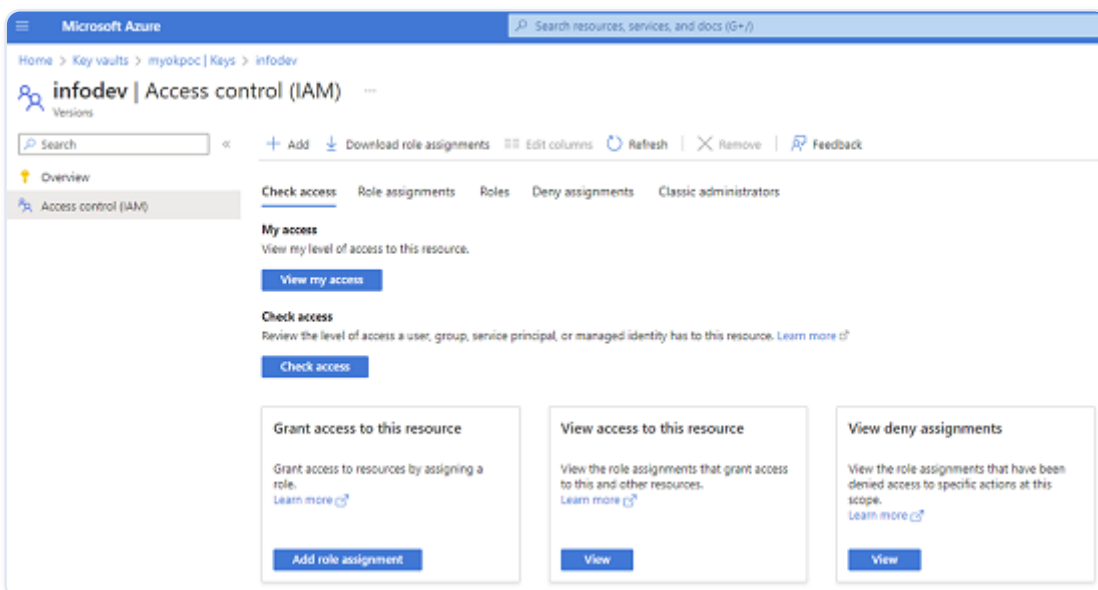 Microsoft Azure
Search resources, services, and docs (G+/)
Home > Key vaults > myokpoc | Keys > infodev
infodev | Access control (IAM) ...
Versions
Search
«
+ Add
Download role assignments
Edit columns
Refresh
Remove
Feedback
Overview
Access control (IAM)
Check access
Role assignments
Roles
Deny assignments
Classic administrators
My access
View my level of access to this resource.
View my access
Check access
Review the level of access a user, group, service principal, or managed identity has to this resource. Learn more
Check access
Grant access to this resource
Grant access to resources by assigning a
role.
Learn more
Add role assignment
View access to this resource
View the role assignments that grant access
to this and other resources.
Learn more
View
View deny assignments
View the role assignments that have been
denied access to specific actions at this
scope.
Learn more
View